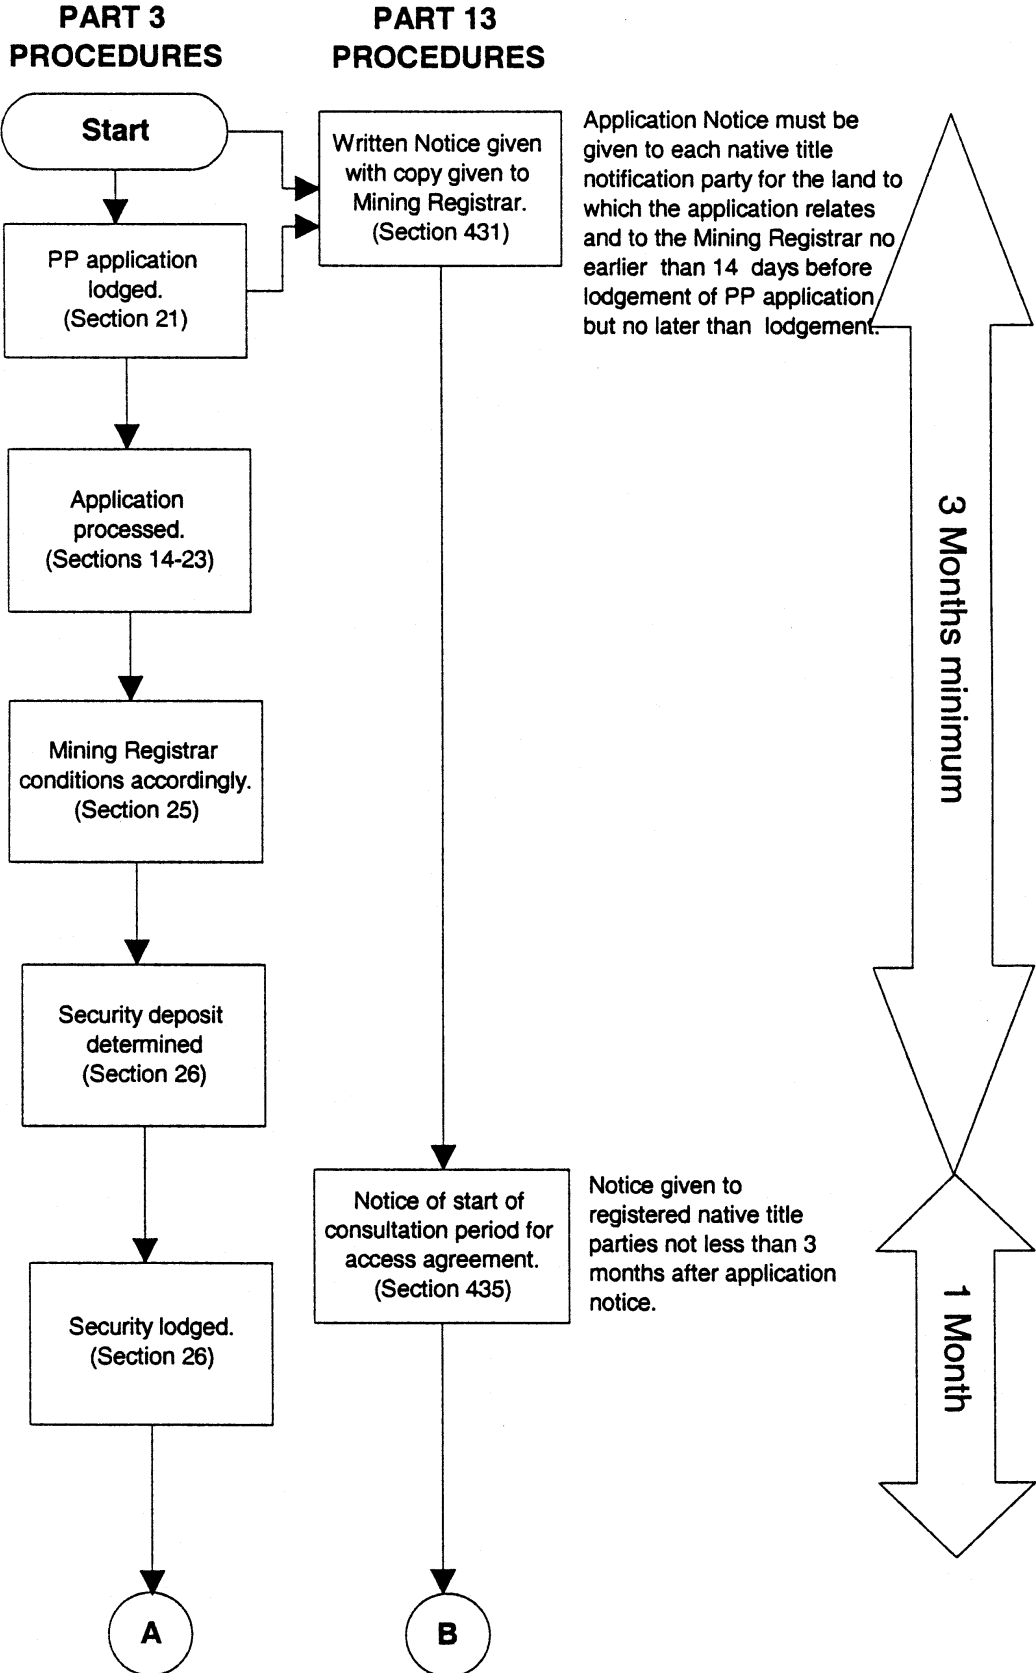 PART 3
PROCEDURES
PART 13
PROCEDURES
Start
Written Notice given
with copy given to
Mining Registrar.
(Section 431)
Application Notice must be
given to each native title
notification party for the land to
which the application relates
and to the Mining Registrar no
earlier than 14 days before
lodgement of PP application
but no later than lodgement.
PP application
lodged.
(Section 21)
Application
processed.
(Sections 14-23)
3 Months minimum
Mining Registrar
conditions accordingly.
(Section 25)
Security deposit
determined
(Section 26)
Notice of start of
consultation period for
access agreement.
(Section 435)
Notice given to
registered native title
parties not less than 3
months after application
notice.
1 Month
Security lodged.
(Section 26)
A
B